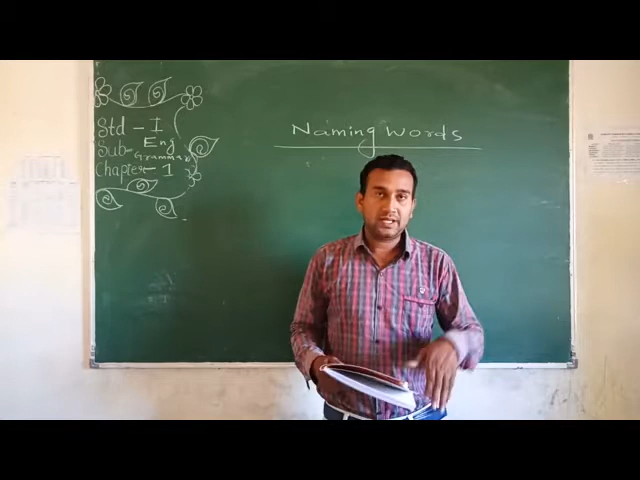 Std - I
Sub- Eng
Grammar
Chapter- 1
Naming Words